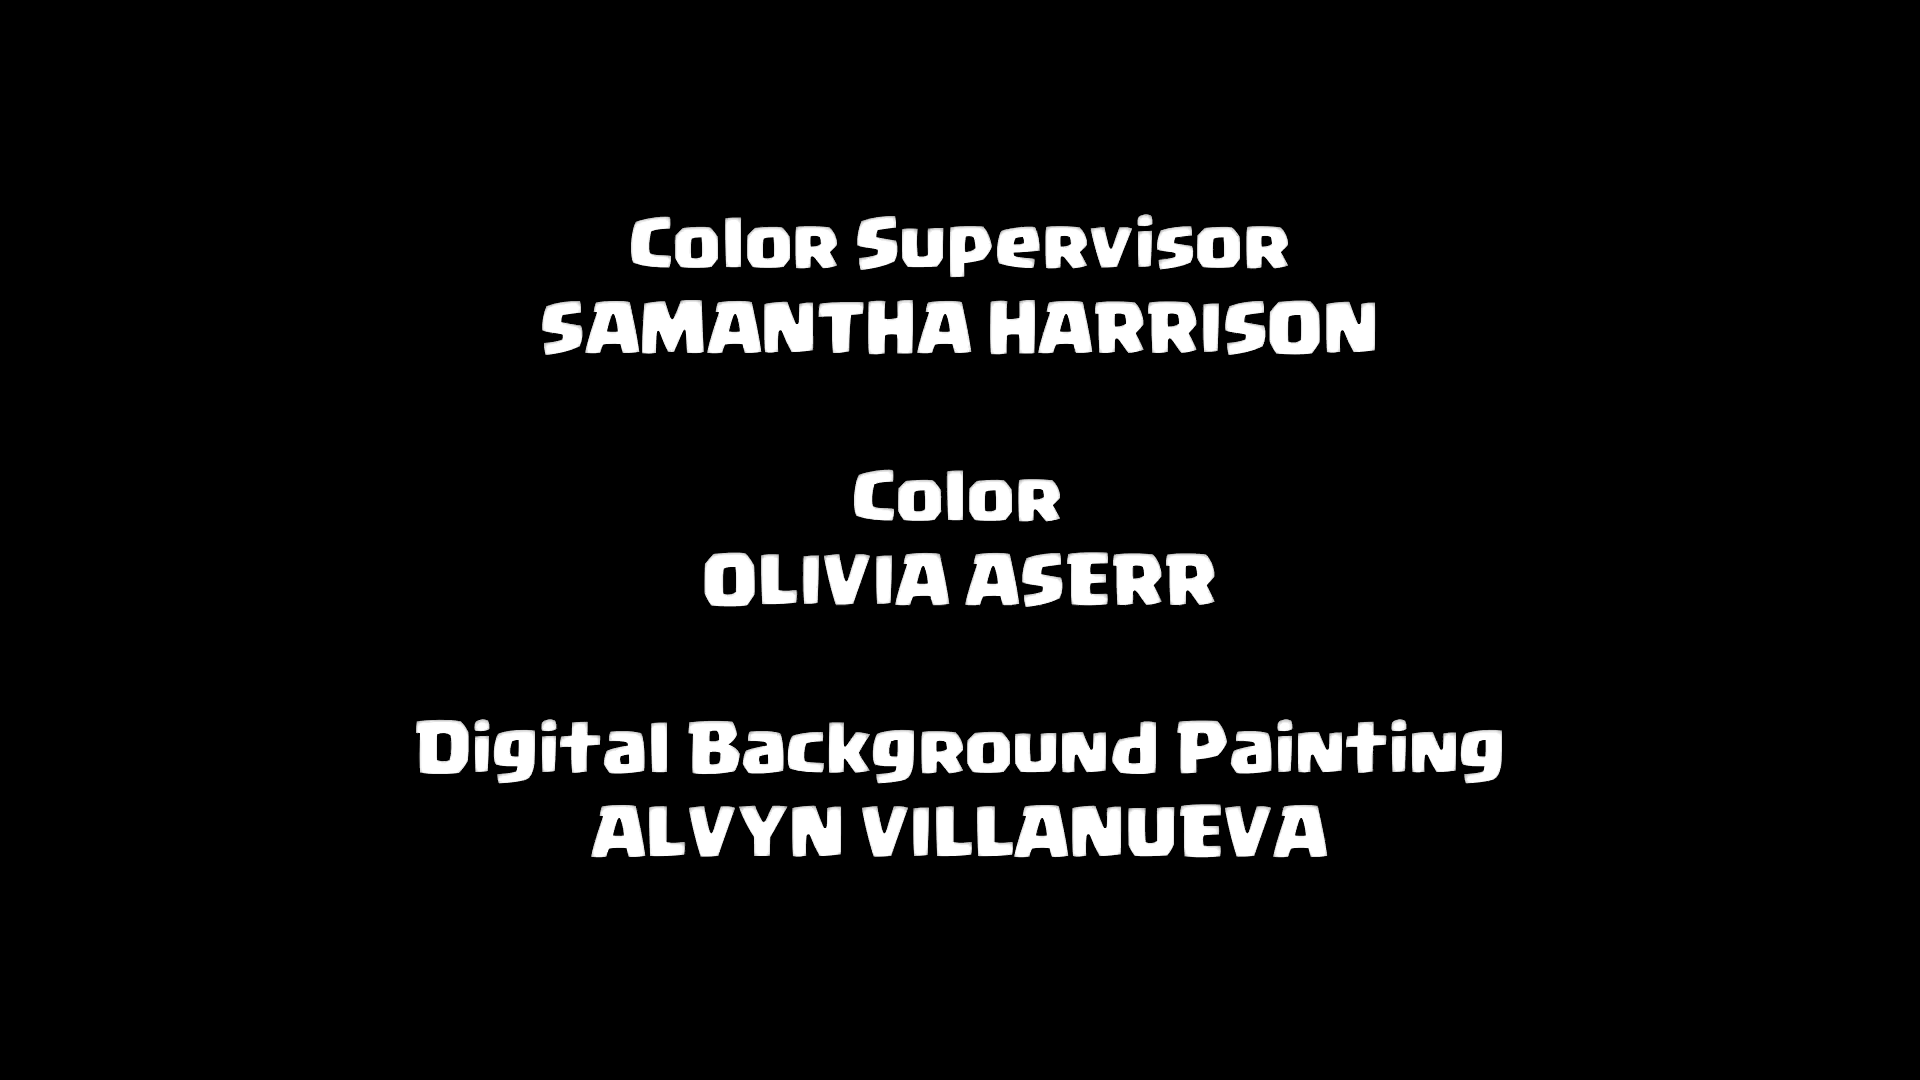 Color Supervisor
SAMANTHA HARRISON
Color
OLIVIA ASERR
Digital Background Painting
ALVYN VILLANUEVA